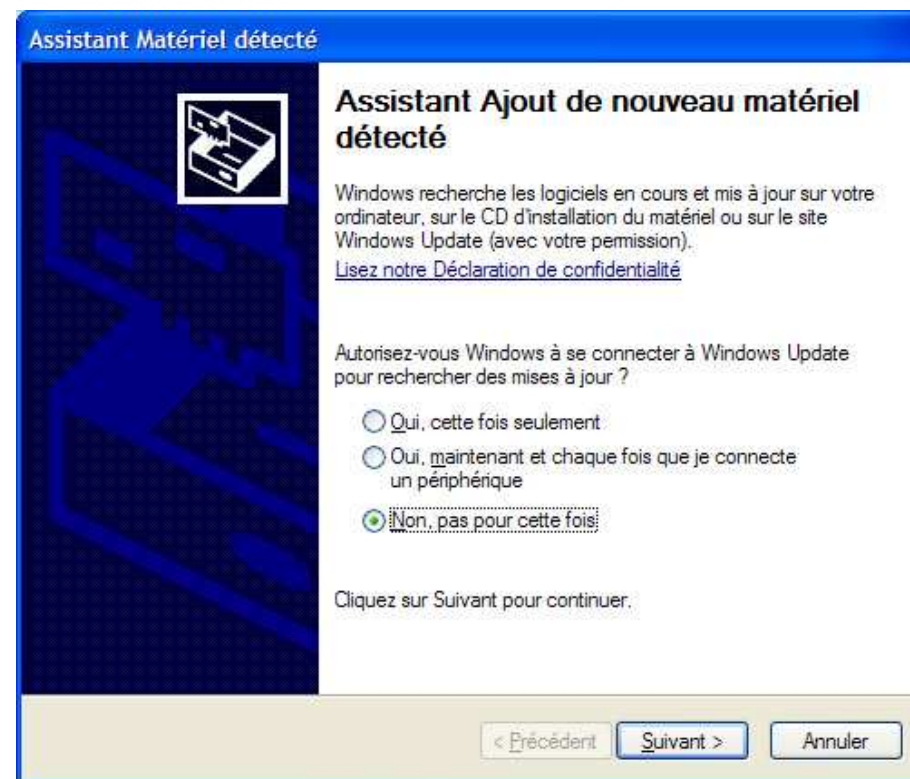 Assistant Matériel détecté
Assistant Ajout de nouveau matériel
détecté
Windows recherche les logiciels en cours et mis à jour sur votre
ordinateur, sur le CD d'installation du matériel ou sur le site
Windows Update (avec votre permission).
Lisez notre Déclaration de confidentialité
Autorisez-vous Windows à se connecter à Windows Update
pour rechercher des mises à jour ?
Oui, cette fois seulement
Oui, maintenant et chaque fois que je connecte
un périphérique
Non, pas pour cette fois
Cliquez sur Suivant pour continuer.
< Précédent Suivant > Annuler